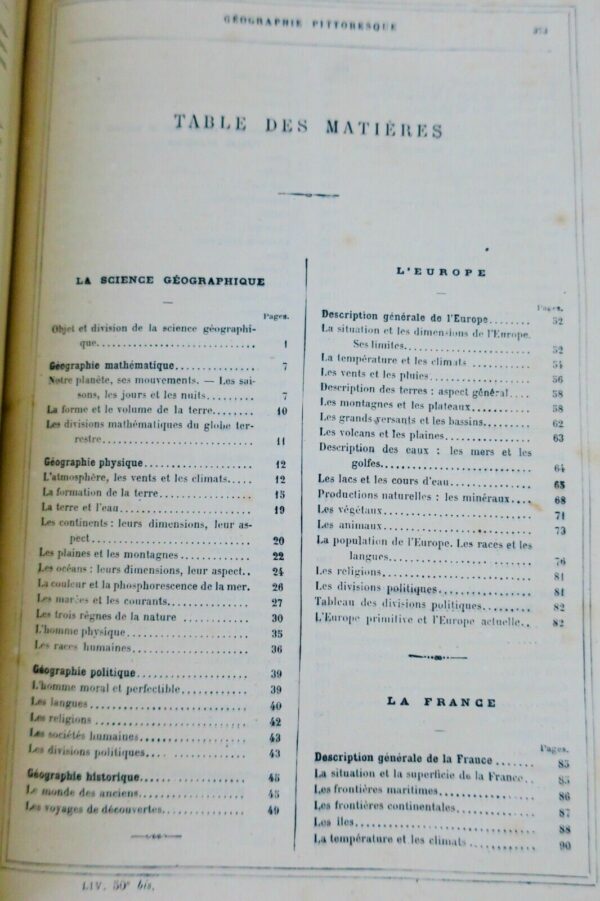 GÉOGRAPHIE PITTORESQUE
TABLE DES MATIÈRES
LA SCIENCE GÉOGRAPHIQUE
Pages.
Objet et division de la science géographi-
que.................. 1
Géographie mathématique.................. 7
Notre planète, ses mouvements. — Les sai-
sons, les jours et les nuits......... 7
La forme et le volume de la terre........ 10
Les divisions mathématiques du globe ter-
restre.................. 11
Géographie physique.................. 12
L'atmosphère, les vents et les climats..... 12
La formation de la terre.............. 15
La terre et l'eau.................. 19
Les continents : leurs dimensions, leur as-
pect.................. 20
Les plaines et les montagnes............ 22
Les océans : leurs dimensions, leur aspect.. 24
La couleur et la phosphorescence de la mer. 26
Les marées et les courants.............. 27
Les trois règnes de la nature ............ 30
L'homme physique.................. 35
Les races humaines.................. 36
Géographie politique.................. 39
L'homme moral et perfectible............ 39
Les langues.................. 40
Les religions .................. 42
Les sociétés humaines.................. 43
Les divisions politiques.... ............ 43
Géographie historique.................. 45
Le monde des anciens.................. 45
Les voyages de découvertes.............. 49
L'EUROPE
Pages.
Description générale de l'Europe........ 52
La situation et les dimensions de l'Europe.
Ses limites.................. 52
La température et les climats ............ 54
Les vents et les pluies.................. 56
Description des terres : aspect général.... 58
Les montagnes et les plateaux............ 58
Les grands versants et les bassins........ 62
Les volcans et les plaines.............. 63
Description des eaux : les mers et les
golfes.................. 64
Les lacs et les cours d'eau.............. 65
Productions naturelles : les minéraux.... 68
Les végétaux.................. 71
Les animaux.................. 73
La population de l'Europe. Les races et les
langues.................. 76
Les religions.................. 81
Les divisions politiques.................. 81
Tableau des divisions politiques.......... 82
L'Europe primitive et l'Europe actuelle... 82
LA FRANCE
Pages.
Description générale de la France ....... 85
La situation et la superficie de la France.. 85
Les frontières maritimes.................. 86
Les frontières continentales.............. 87
Les îles.................. 88
La température et les climats ............ 90
LIV. 50e bis.